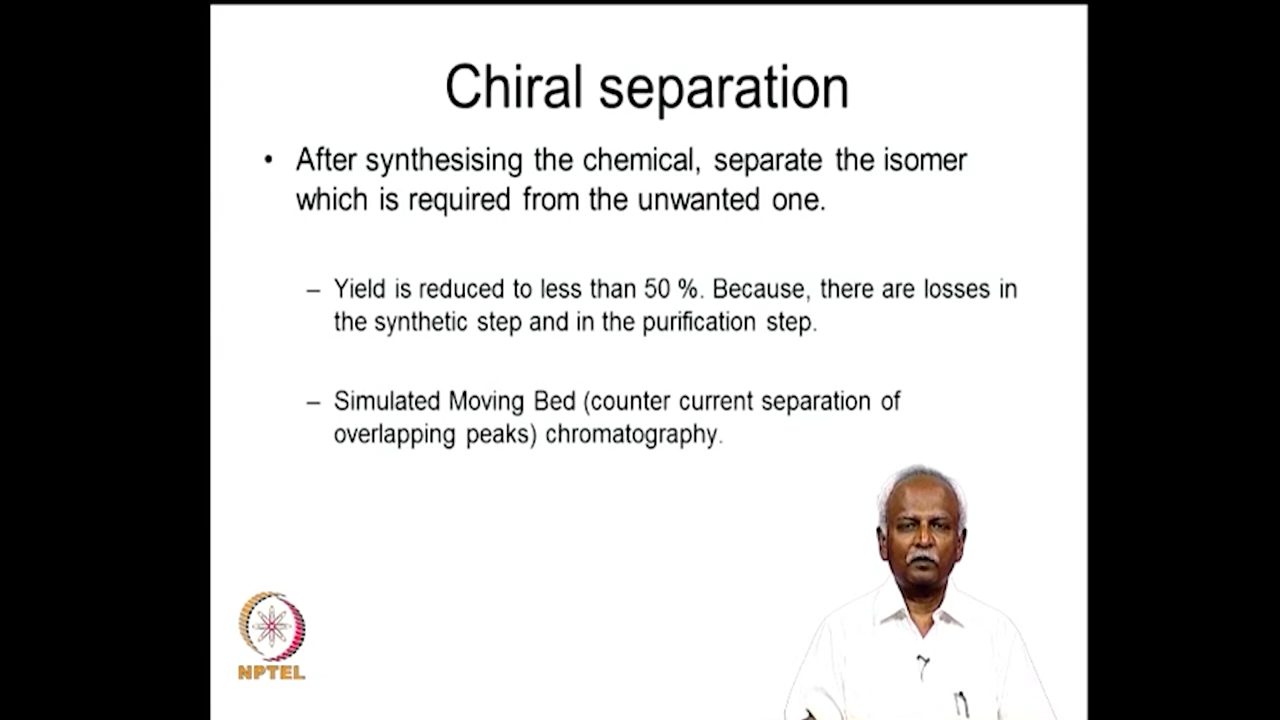 Chiral separation
• After synthesising the chemical, separate the isomer
which is required from the unwanted one.
– Yield is reduced to less than 50 %. Because, there are losses in
the synthetic step and in the purification step.
– Simulated Moving Bed (counter current separation of
overlapping peaks) chromatography.
NPTEL